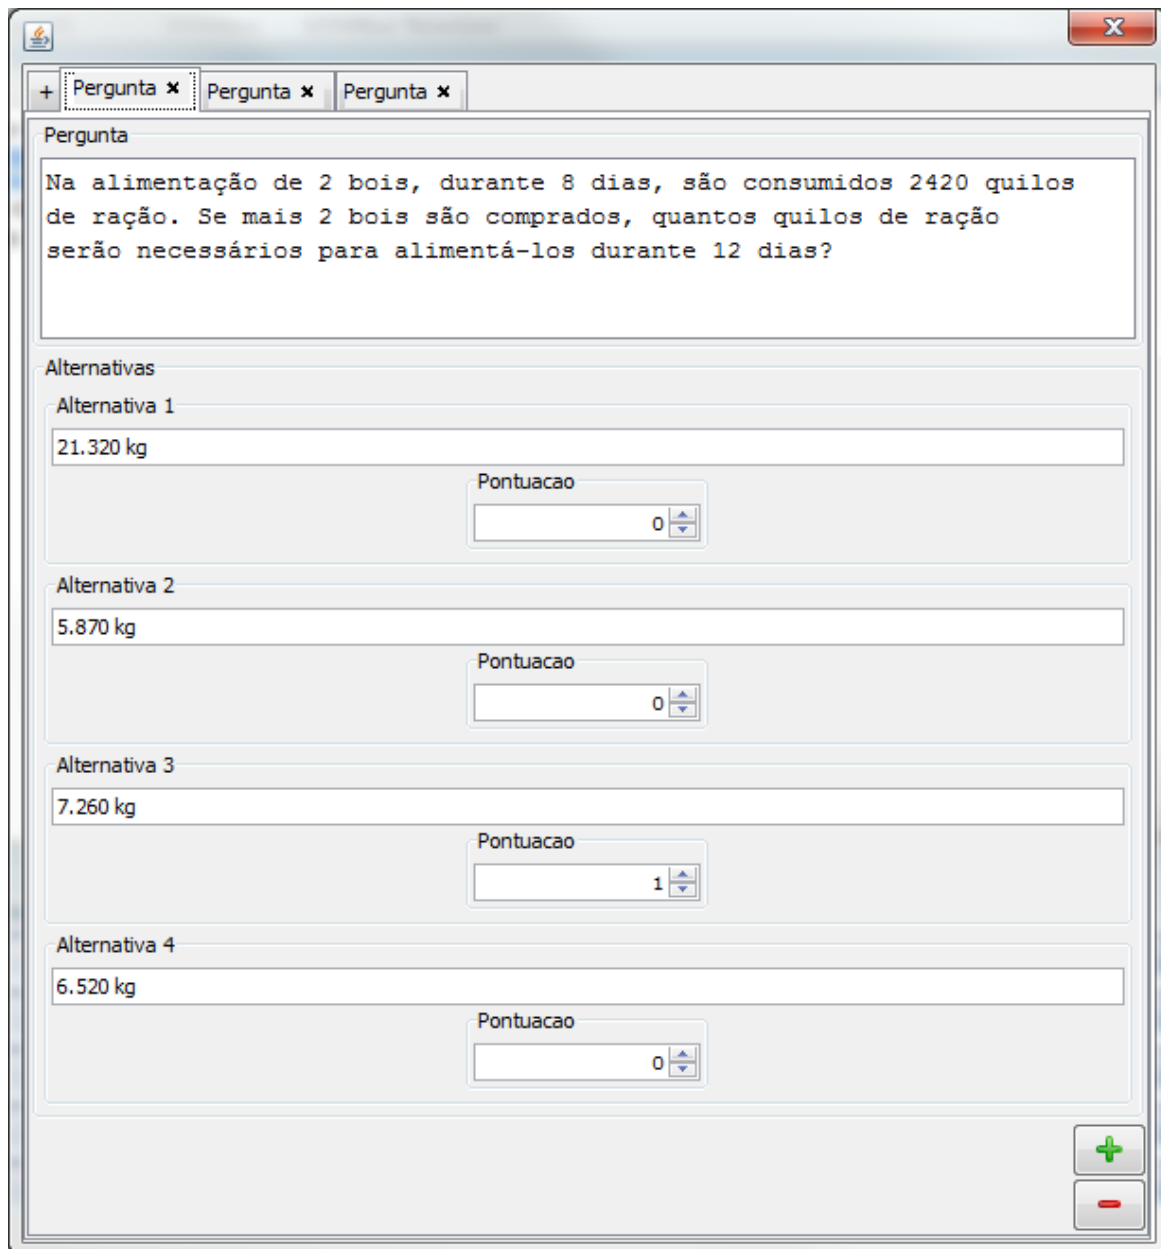 + Pergunta × Pergunta × Pergunta ×
Pergunta
Na alimentação de 2 bois, durante 8 dias, são consumidos 2420 quilos
de ração. Se mais 2 bois são comprados, quantos quilos de ração
serão necessários para alimentá-los durante 12 dias?
Alternativas
Alternativa 1
21.320 kg
Pontuacao
0
Alternativa 2
5.870 kg
Pontuacao
0
Alternativa 3
7.260 kg
Pontuacao
1
Alternativa 4
6.520 kg
Pontuacao
0